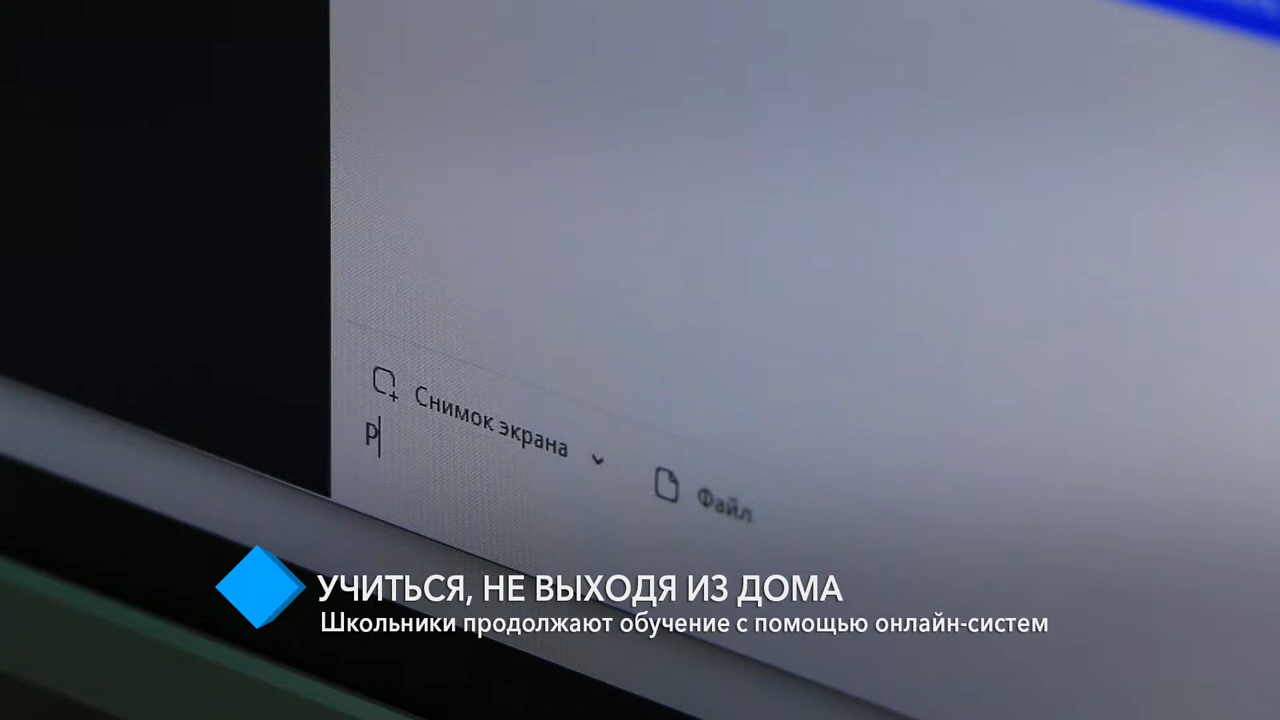 Снимок экрана
Файл
Р
УЧИТЬСЯ, НЕ ВЫХОДЯ ИЗ ДОМА
Школьники продолжают обучение с помощью онлайн-систем